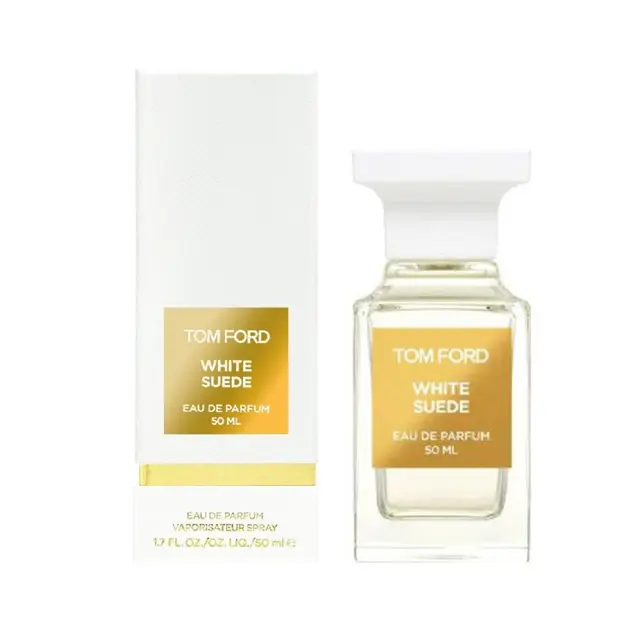 TOM FORD
WHITE
SUEDE
EAU DE PARFUM
50 ML
EAU DE PARFUM
VAPORISATEUR SPRAY
1.7 FL. OZ./OZ. LIQ./50 ml e
TOM FORD
WHITE
SUEDE
EAU DE PARFUM
50 ML